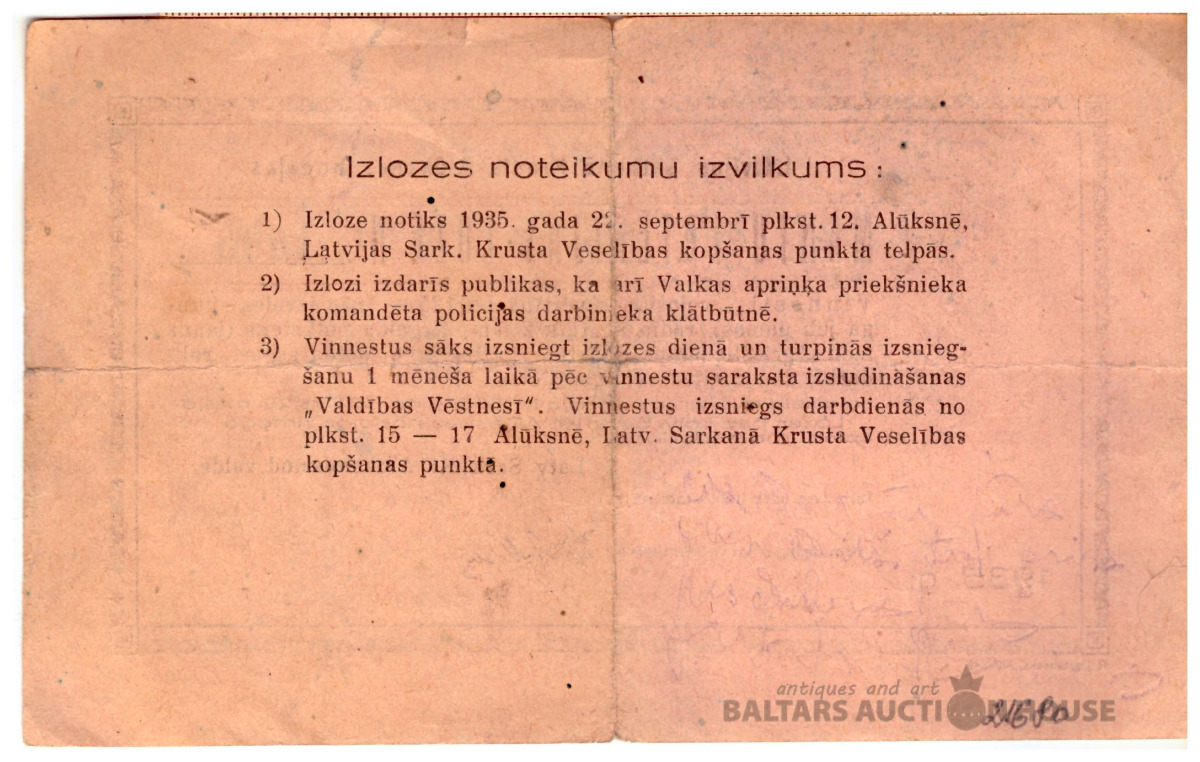 Izlozes noteikumu izvilkums:
1) Izloze notiks 1935. gada 22. septembrī plkst. 12. Alūksnē,
Latvijas Sark. Krusta Veselības kopšanas punkta telpās.
2) Izlozi izdarīs publikas, ka arī Valkas apriņķa priekšnieka
komandēta policijas darbinieka klātbūtnē.
3) Vinnestus sāks izsniegt izlozes dienā un turpinās izsnieg-
šanu 1 mēneša laikā pēc vinnestu saraksta izsludināšanas
„Valdības Vēstnesī". Vinnestus izsniegs darbdienās no
plkst. 15 — 17 Alūksnē, Latv. Sarkanā Krusta Veselības
kopšanas punktā.
antiques and art
BALTARS AUCTION HOUSE